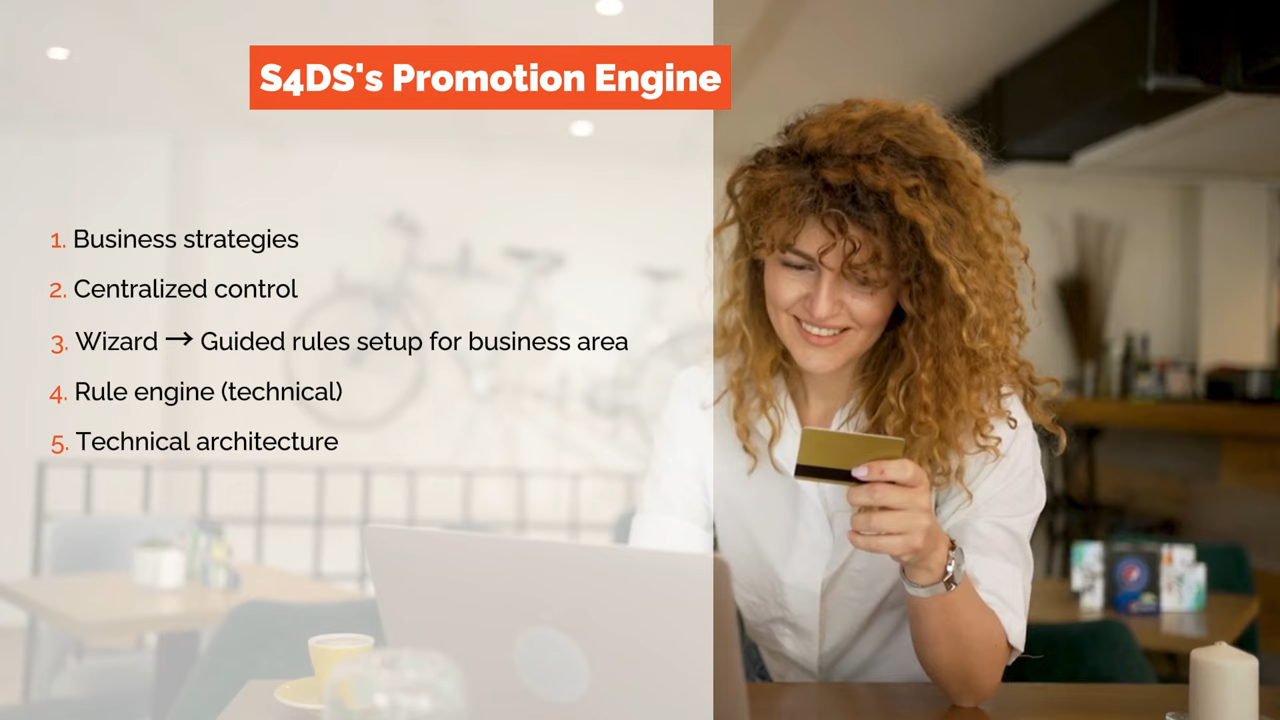 S4DS's Promotion Engine
1. Business strategies
2. Centralized control
3. Wizard → Guided rules setup for business area
4. Rule engine (technical)
5. Technical architecture